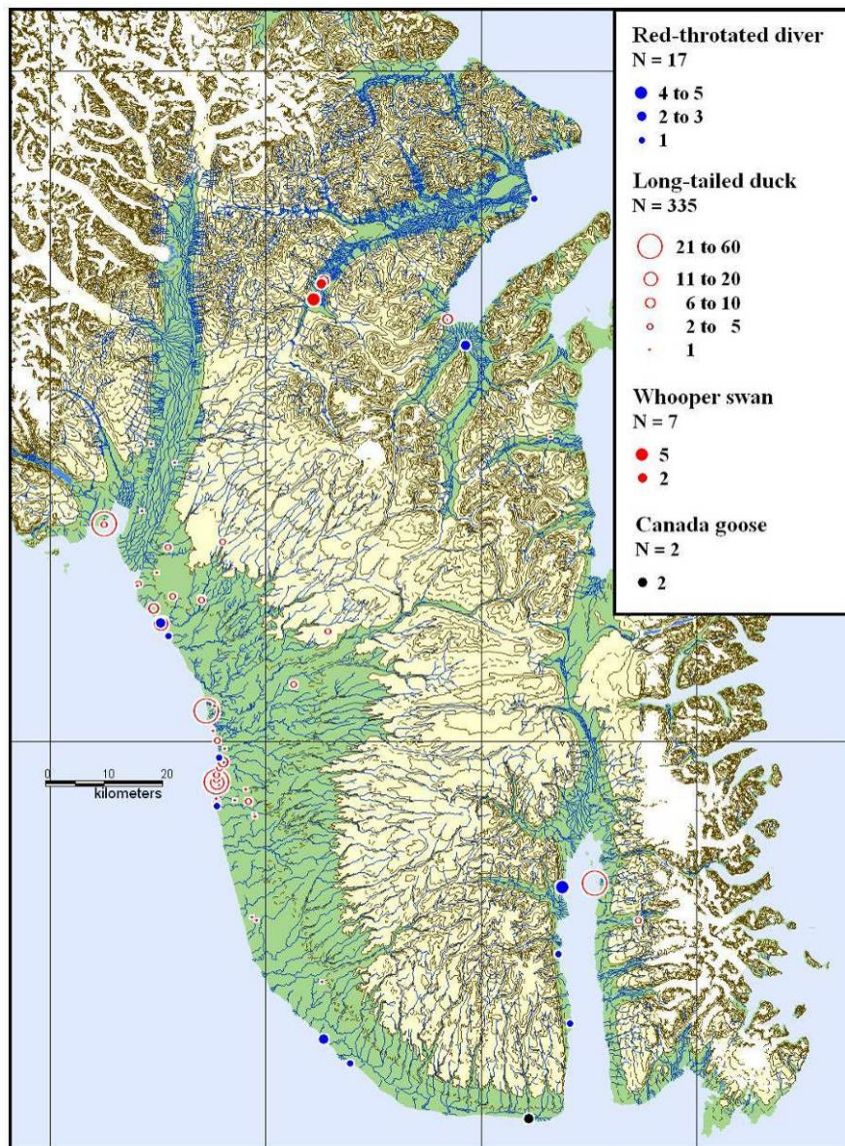 Red-throtated diver
N = 17
4 to 5
2 to 3
1
Long-tailed duck
N = 335
21 to 60
11 to 20
6 to 10
2 to 5
1
Whooper swan
N = 7
5
2
Canada goose
N = 2
2
0 10 20
kilometers